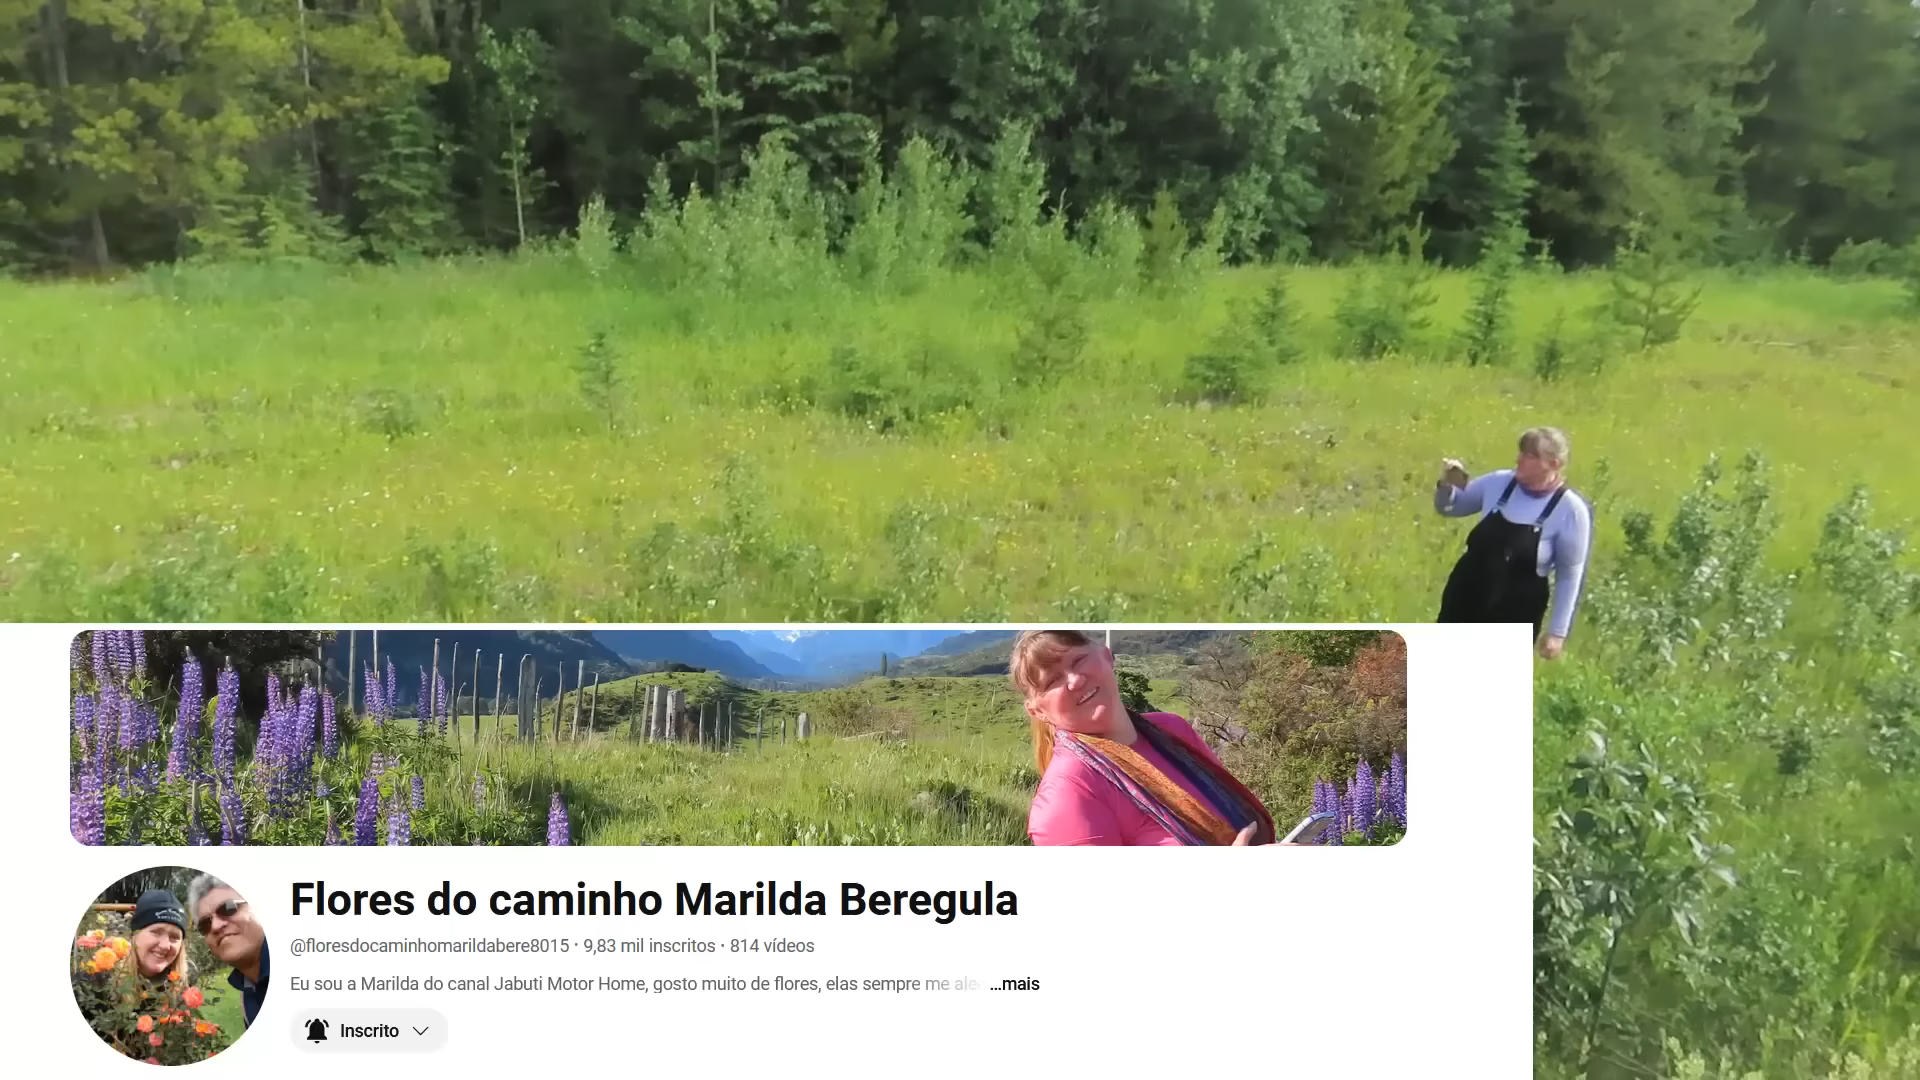 Flores do caminho Marilda Beregula
@floresdocaminhomarildabere8015 · 9,83 mil inscritos · 814 vídeos
Eu sou a Marilda do canal Jabuti Motor Home, gosto muito de flores, elas sempre me ale ...mais
Inscrito